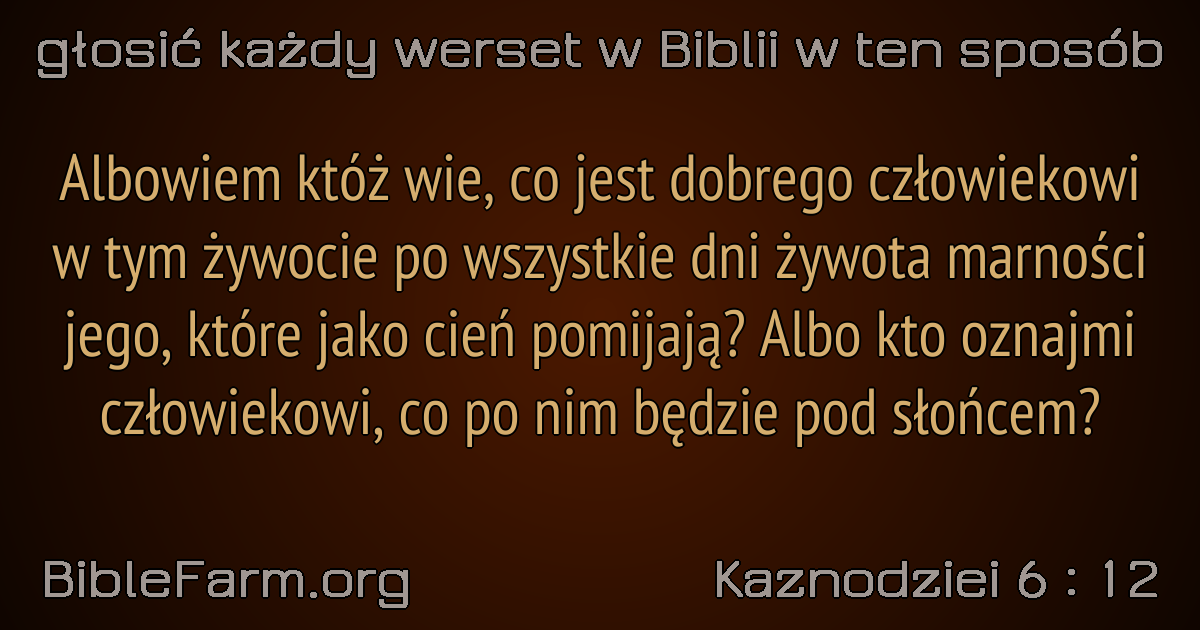 głosić każdy werset w Biblii w ten sposób
Albowiem któż wie, co jest dobrego człowiekowi
w tym żywocie po wszystkie dni żywota marności
jego, które jako cień pomijają? Albo kto oznajmi
człowiekowi, co po nim będzie pod słońcem?
BibleFarm.org
Kaznodziei 6 : 12